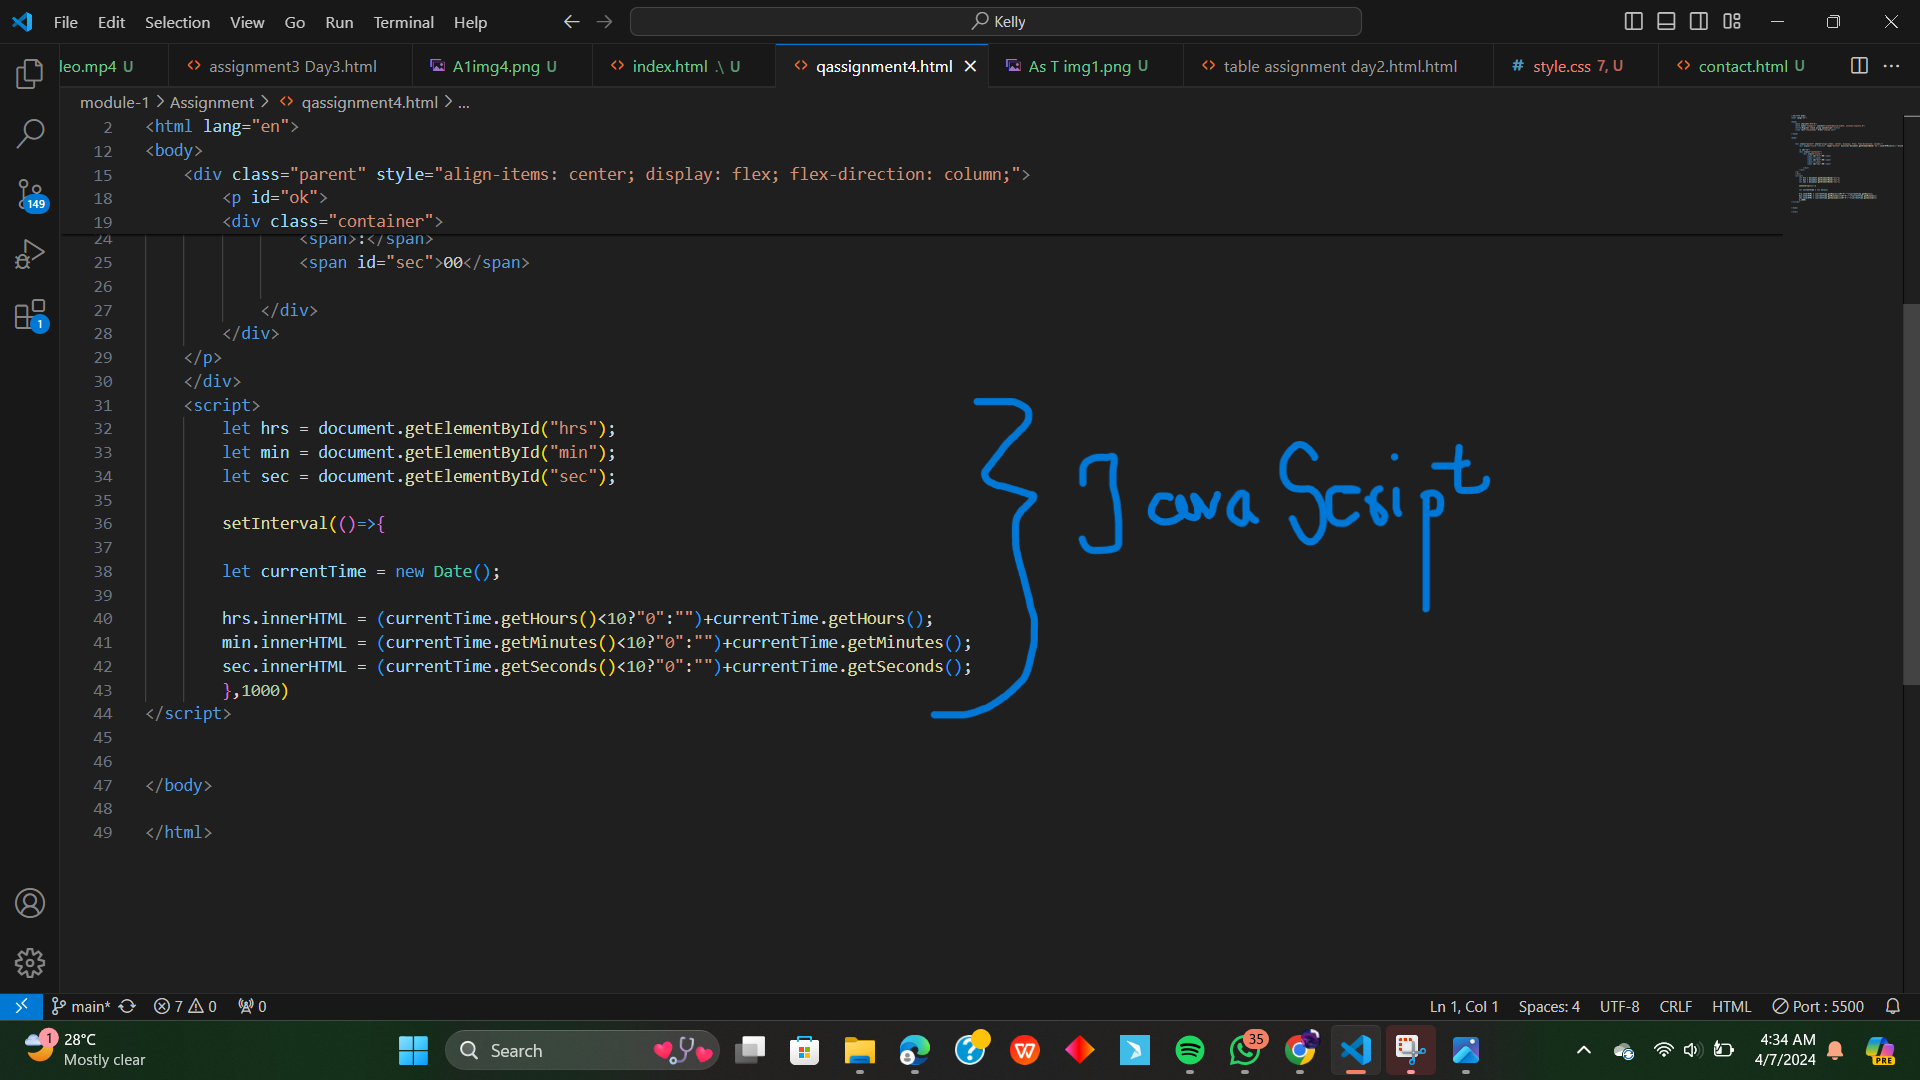 File Edit Selection View Go Run Terminal Help Kelly
leo.mp4 U assignment3 Day3.html A1img4.png U index.html .\ U qassignment4.html As T img1.png U table assignment day2.html.html style.css 7, U contact.html U
module-1 > Assignment > qassignment4.html > ...
2 <html lang="en">
12 <body>
15 <div class="parent" style="align-items: center; display: flex; flex-direction: column;">
18 <p id="ok">
19 <div class="container">
24 <span>:</span>
25 <span id="sec">00</span>
26
27 </div>
28 </div>
29 </p>
30 </div>
31 <script>
32 let hrs = document.getElementById("hrs");
33 let min = document.getElementById("min");
34 let sec = document.getElementById("sec");
35
36 setInterval(()=>{
37
38 let currentTime = new Date();
39
40 hrs.innerHTML = (currentTime.getHours()<10?"0":"")+currentTime.getHours();
41 min.innerHTML = (currentTime.getMinutes()<10?"0":"")+currentTime.getMinutes();
42 sec.innerHTML = (currentTime.getSeconds()<10?"0":"")+currentTime.getSeconds();
43 },1000)
44 </script>
45
46
47 </body>
48
49 </html>
Java Script
149
1
main* 7 0 0 Ln 1, Col 1 Spaces: 4 UTF-8 CRLF HTML Port : 5500
1 28°C
Mostly clear
Search
35
4:34 AM
4/7/2024
PRE